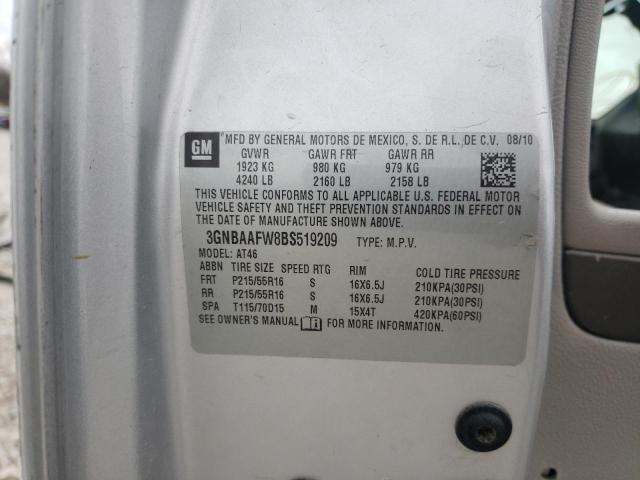 GM *MFD BY GENERAL MOTORS DE MEXICO, S. DE R.L., DE C.V. 08/10
GVWR GAWR FRT GAWR RR
1923 KG 980 KG 979 KG
4240 LB 2160 LB 2158 LB
THIS VEHICLE CONFORMS TO ALL APPLICABLE U.S. FEDERAL MOTOR
VEHICLE SAFETY AND THEFT PREVENTION STANDARDS IN EFFECT ON
THE DATE OF MANUFACTURE SHOWN ABOVE.
3GNBAAFW8BS519209 TYPE: M.P.V.
MODEL: AT46
ABBN TIRE SIZE SPEED RTG RIM COLD TIRE PRESSURE
FRT P215/55R16 S 16X6.5J 210KPA(30PSI)
RR P215/55R16 S 16X6.5J 210KPA(30PSI)
SPA T115/70D15 M 15X4T 420KPA(60PSI)
SEE OWNER'S MANUAL FOR MORE INFORMATION.